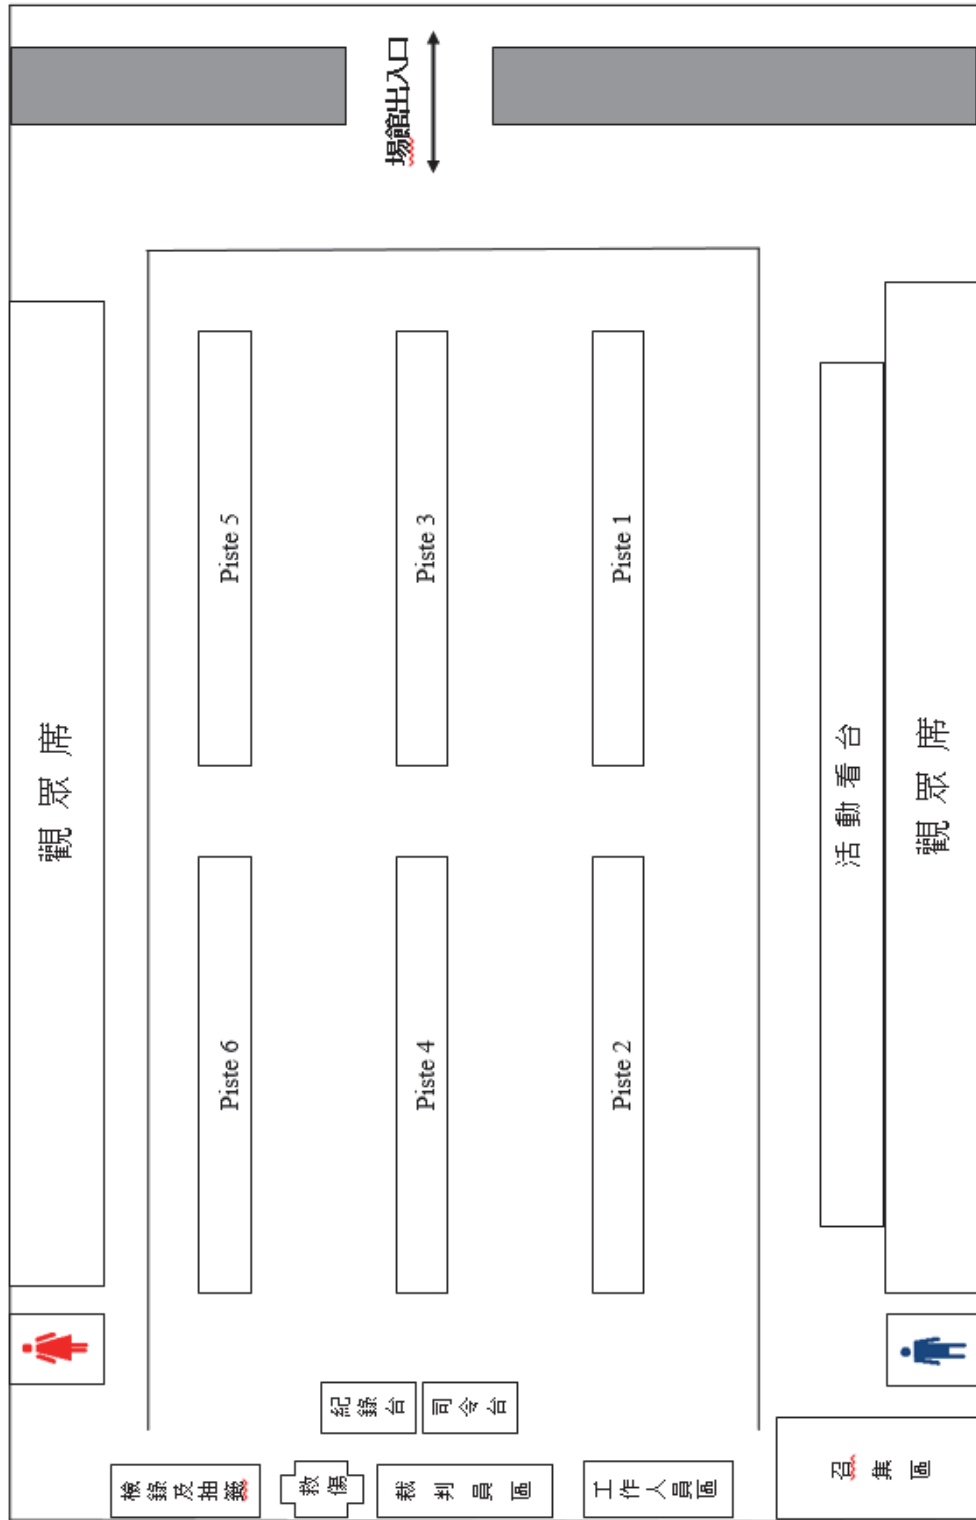 場館出入口
觀眾席
Piste 5
Piste 3
Piste 1
活動看台
觀眾席
Piste 6
Piste 4
Piste 2
紀錄台
司令台
檢錄及抽籤
救傷
裁判員區
工作人員區
召集區